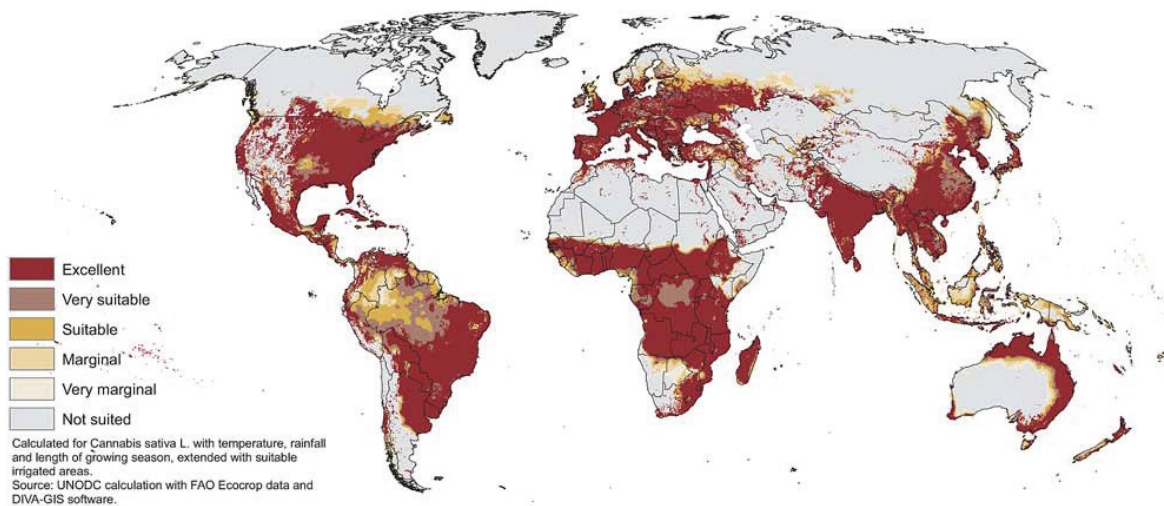 Excellent
Very suitable
Suitable
Marginal
Very marginal
Not suited
Calculated for Cannabis sativa L. with temperature, rainfall
and length of growing season, extended with suitable
irrigated areas.
Source: UNODC calculation with FAO Ecocrop data and
DIVA-GIS software.